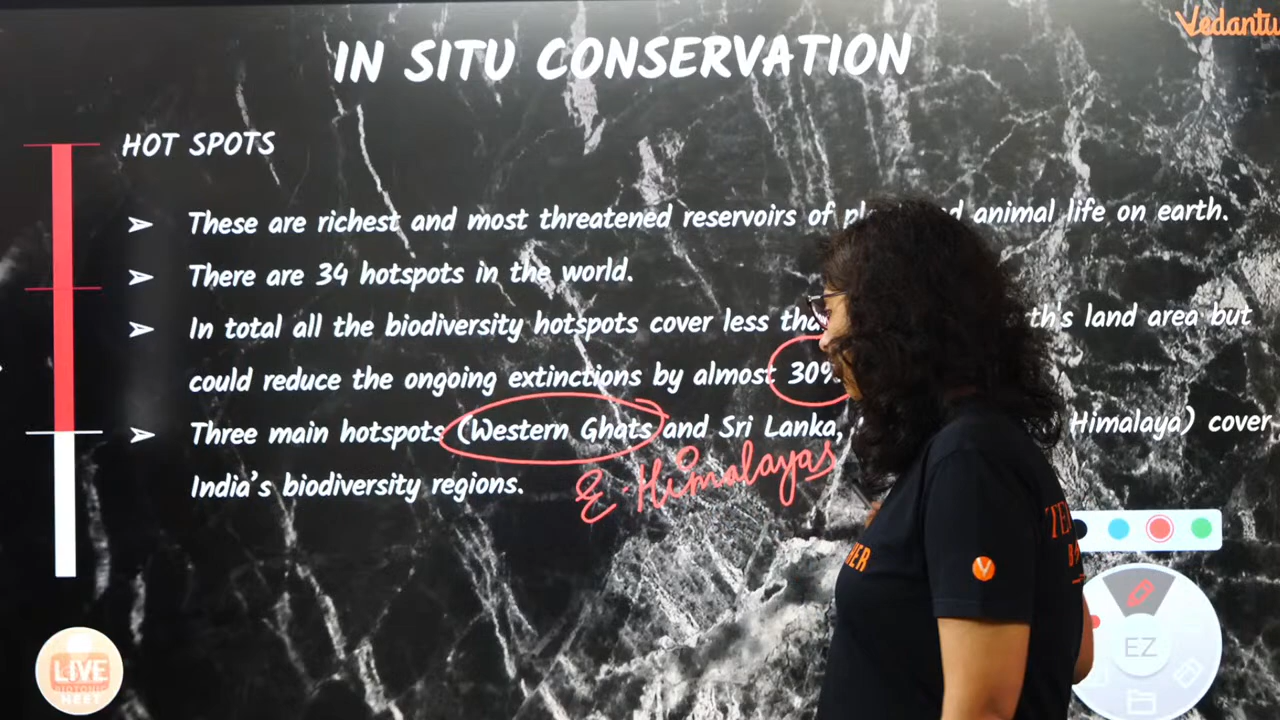 Vedantu
IN SITU CONSERVATION
HOT SPOTS
➤ These are richest and most threatened reservoirs of animal life on earth.
➤ There are 34 hotspots in the world.
➤ In total all the biodiversity hotspots cover less land area but
could reduce the ongoing extinctions by almost 30%
➤ Three main hotspots (Western Ghats and Sri Lanka, Himalaya) cover
India's biodiversity regions.
E. Himalayas
LIVE
EZ
V